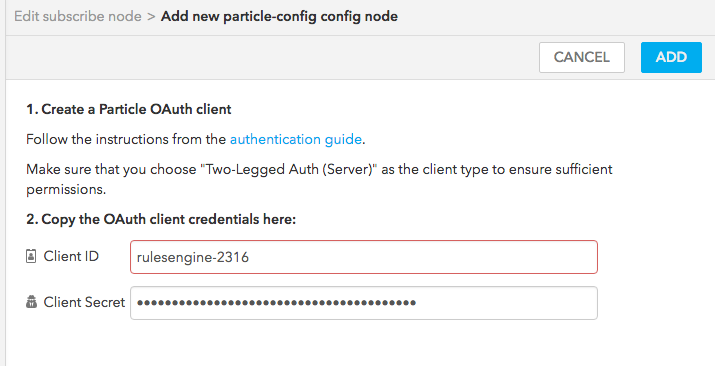 Edit subscribe node > Add new particle-config config node
CANCEL
ADD
1. Create a Particle OAuth client
Follow the instructions from the authentication guide.
Make sure that you choose "Two-Legged Auth (Server)" as the client type to ensure sufficient
permissions.
2. Copy the OAuth client credentials here:
Client ID
rulesengine-2316
Client Secret
••••••••••••••••••••••••••••••••••••••••